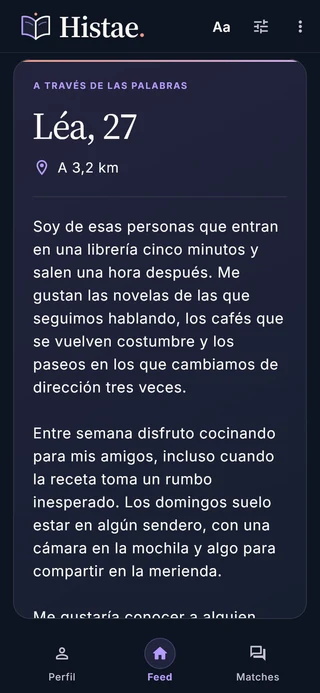 Histae.
Aa
A TRAVÉS DE LAS PALABRAS
Léa, 27
A 3,2 km
Soy de esas personas que entran
en una librería cinco minutos y
salen una hora después. Me
gustan las novelas de las que
seguimos hablando, los cafés que
se vuelven costumbre y los
paseos en los que cambiamos de
dirección tres veces.
Entre semana disfruto cocinando
para mis amigos, incluso cuando
la receta toma un rumbo
inesperado. Los domingos suelo
estar en algún sendero, con una
cámara en la mochila y algo para
compartir en la merienda.
Me gustaría conocer a alguien
Perfil
Feed
Matches